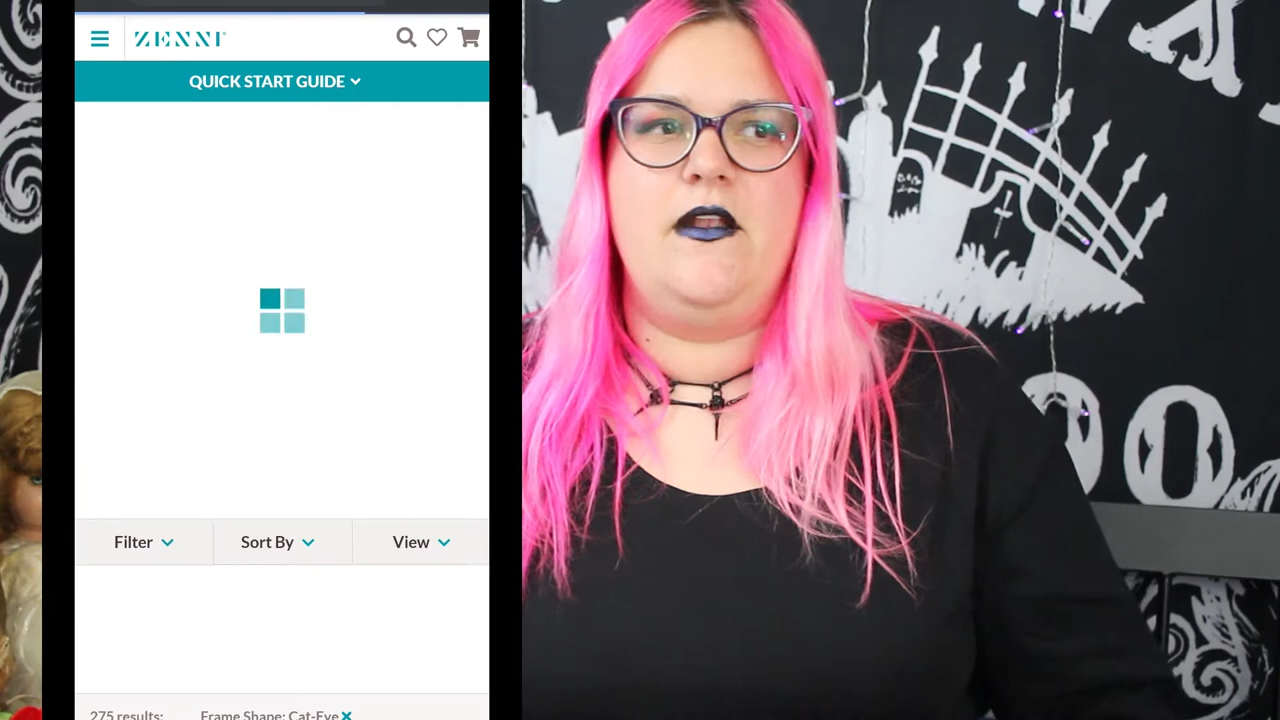 ZENNI®
QUICK START GUIDE
Filter
Sort By
View
275 results:
Frame Shape: Cat-Eye